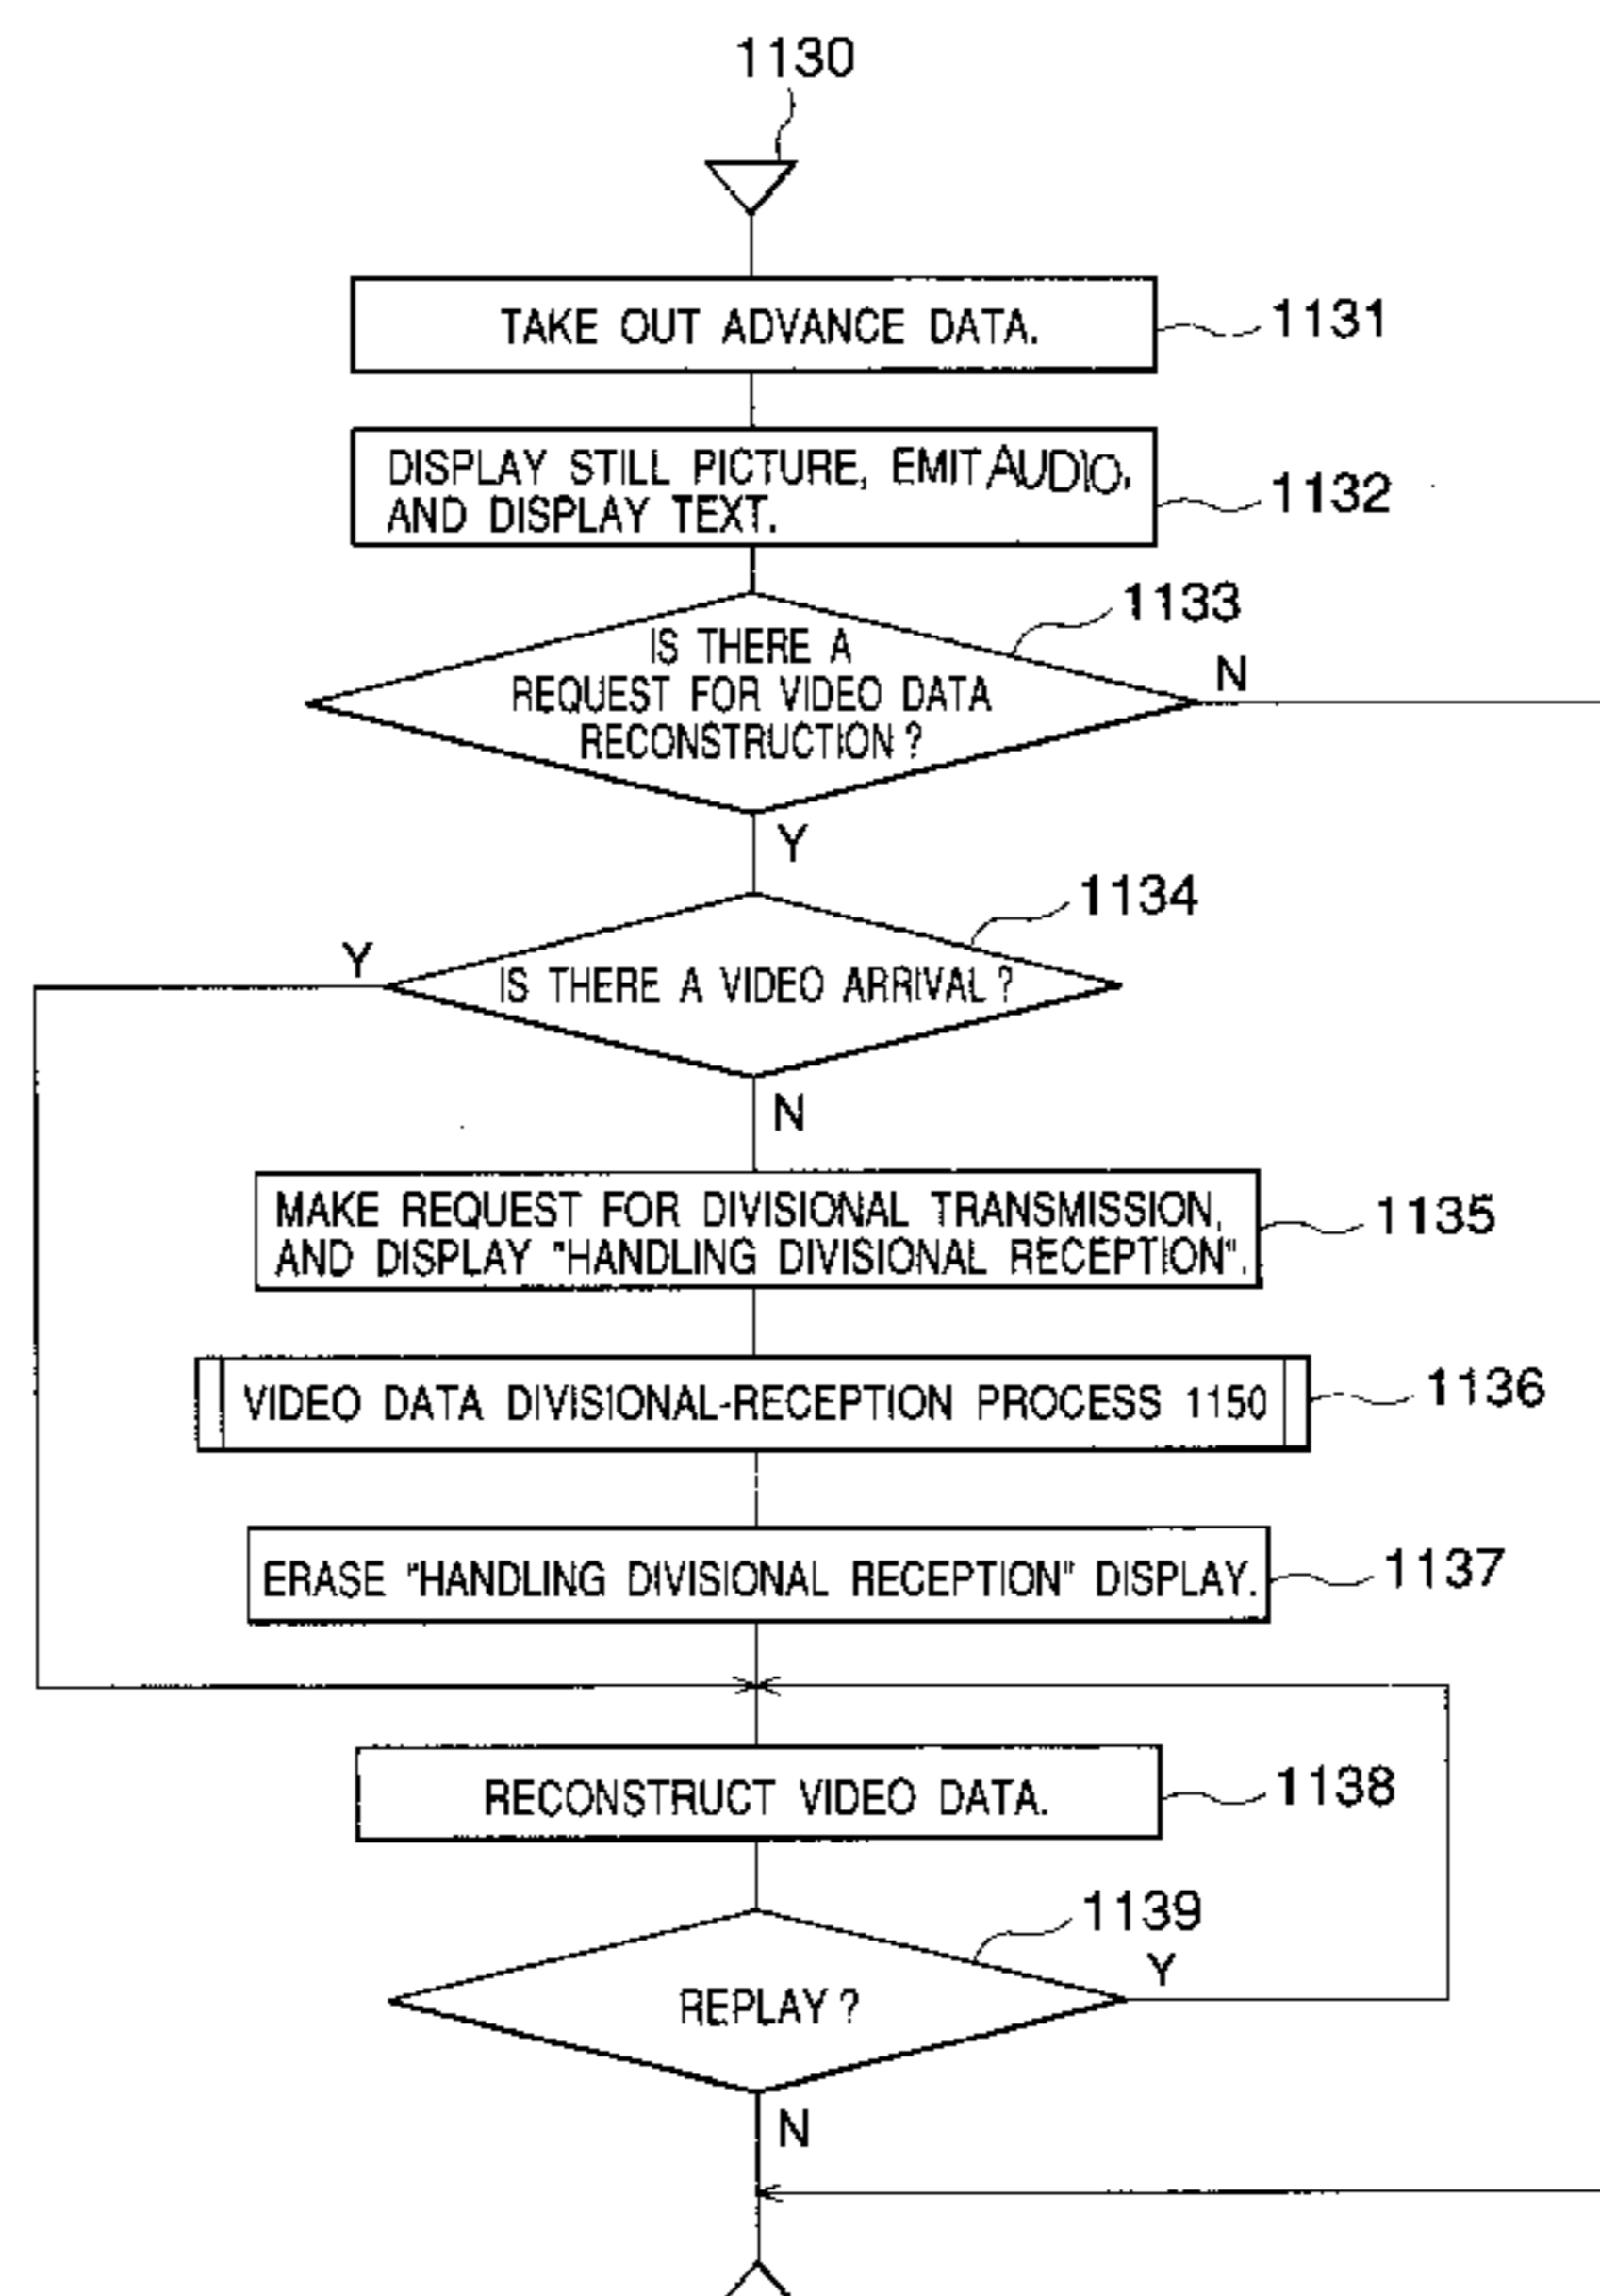 1130
TAKE OUT ADVANCE DATA.
1131
DISPLAY STILL PICTURE, EMIT AUDIO,
AND DISPLAY TEXT.
1132
1133
IS THERE A
REQUEST FOR VIDEO DATA
RECONSTRUCTION?
N
Y
1134
Y
IS THERE A VIDEO ARRIVAL?
N
MAKE REQUEST FOR DIVISIONAL TRANSMISSION,
AND DISPLAY "HANDLING DIVISIONAL RECEPTION".
1135
VIDEO DATA DIVISIONAL-RECEPTION PROCESS 1150
1136
ERASE "HANDLING DIVISIONAL RECEPTION" DISPLAY.
1137
RECONSTRUCT VIDEO DATA.
1138
1139
Y
REPLAY?
N